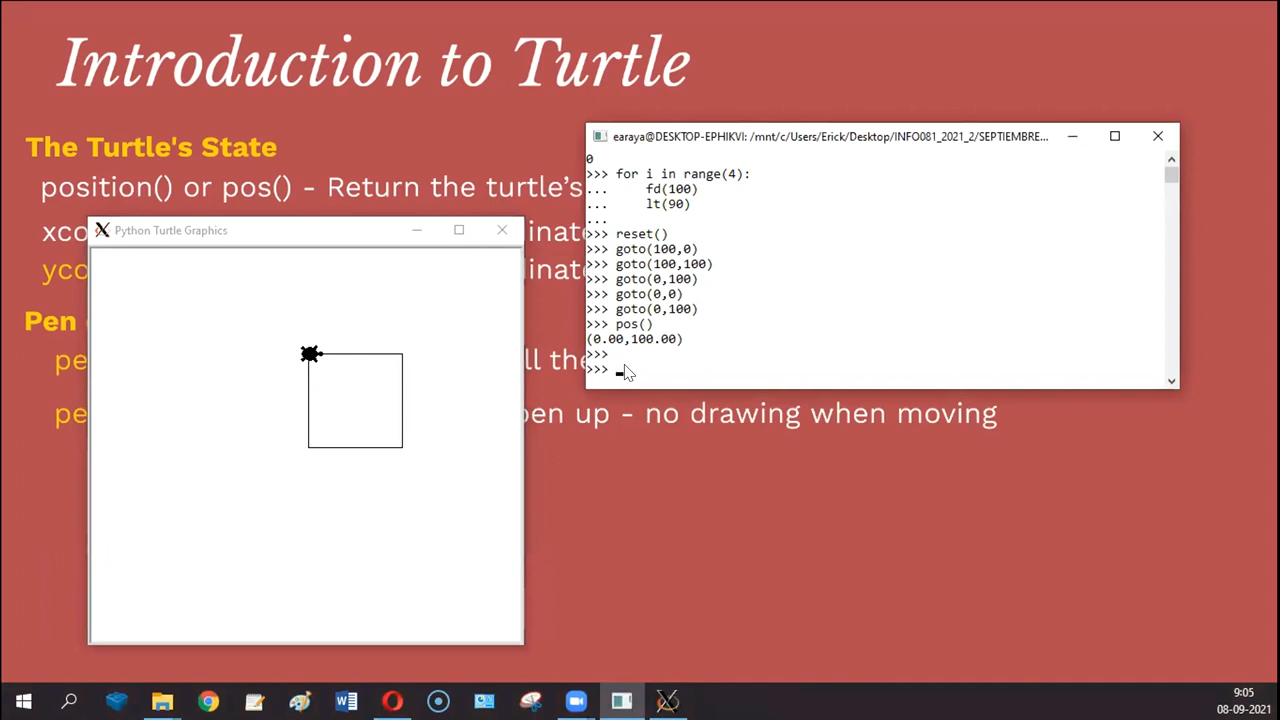 Introduction to Turtle
The Turtle's State
position() or pos() - Return the turtle's
xco
inate
yco
inate
Pen
pe
ll the
pe
pen up - no drawing when moving
Python Turtle Graphics
earaya@DESKTOP-EPHIKVI: /mnt/c/Users/Erick/Desktop/INFO081_2021_2/SEPTIEMBRE...
0
>>> for i in range(4):
...     fd(100)
...     lt(90)
...
>>> reset()
>>> goto(100,0)
>>> goto(100,100)
>>> goto(0,100)
>>> goto(0,0)
>>> goto(0,100)
>>> pos()
(0.00,100.00)
>>>
>>>
9:05
08-09-2021